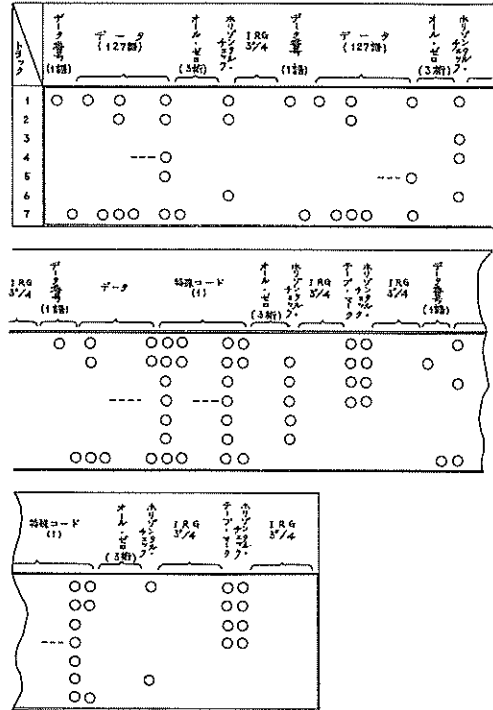 トラック
データ番号
(1語)
データ
(127語)
オール・ゼロ
(3桁)
ホリゾンタル・チェック
IRG
3"/4
データ番号
(1語)
データ
(127語)
オール・ゼロ
(3桁)
ホリゾンタル・チェック
1
2
3
4
5
6
7
IRG
3"/4
データ番号
(1語)
データ
特殊コード
(1)
オール・ゼロ
(3桁)
ホリゾンタル・チェック
IRG
3"/4
テープ・マーク
ホリゾンタル・チェック
IRG
3"/4
データ番号
(1語)
特殊コード
(1)
オール・ゼロ
(3桁)
ホリゾンタル・チェック
IRG
3"/4
テープ・マーク
ホリゾンタル・チェック
IRG
3"/4